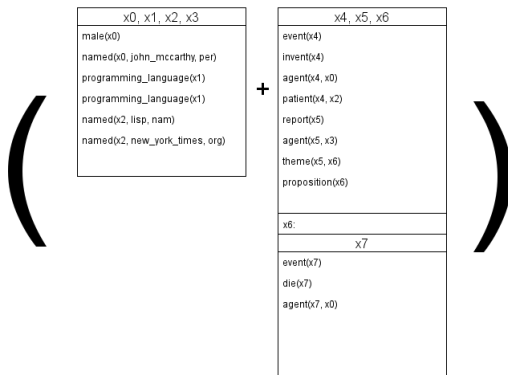 x0, x1, x2, x3
male(x0)
named(x0, john_mccarthy, per)
programming_language(x1)
programming_language(x1)
named(x2, lisp, nam)
named(x2, new_york_times, org)
+
x4, x5, x6
event(x4)
invent(x4)
agent(x4, x0)
patient(x4, x2)
report(x5)
agent(x5, x3)
theme(x5, x6)
proposition(x6)
x6:
x7
event(x7)
die(x7)
agent(x7, x0)